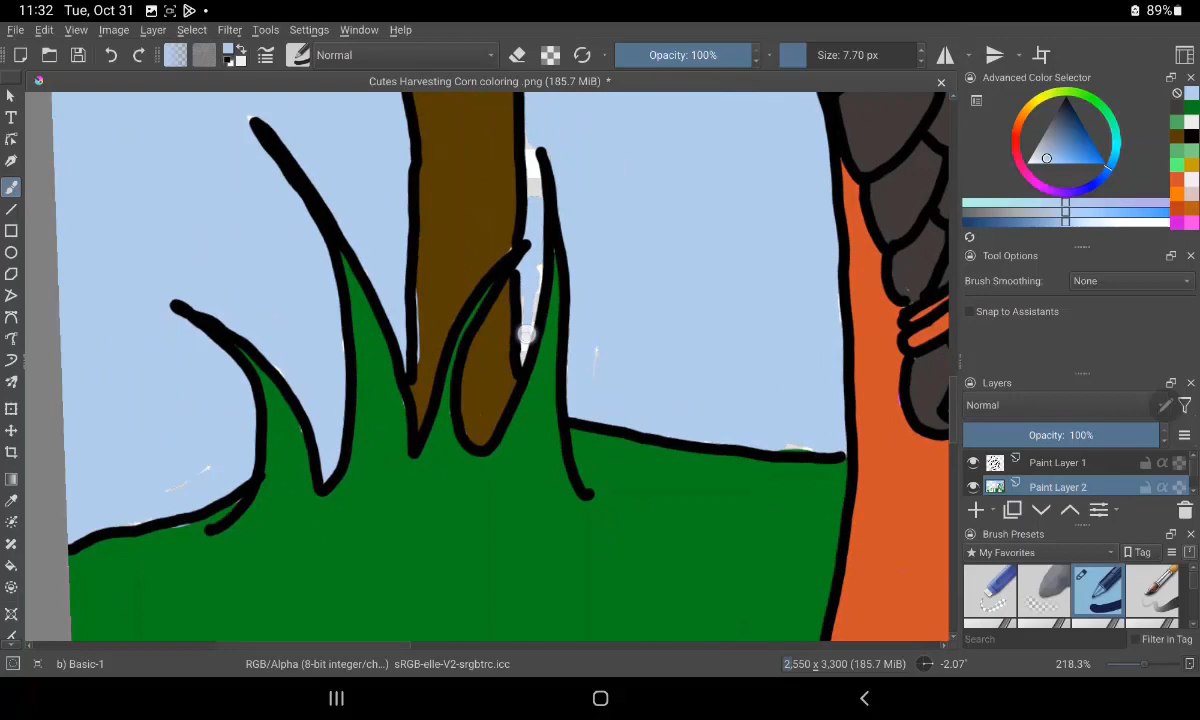 11:32 Tue, Oct 31 89%
File Edit View Image Layer Select Filter Tools Settings Window Help
Normal Opacity: 100% Size: 7.70 px
Cutes Harvesting Corn coloring .png (185.7 MiB) *
Advanced Color Selector
Tool Options
Brush Smoothing: None
Snap to Assistants
Layers
Normal
Opacity: 100%
Paint Layer 1
Paint Layer 2
Brush Presets
★ My Favorites Tag
Search Filter in Tag
b) Basic-1 RGB/Alpha (8-bit integer/ch...) sRGB-elle-V2-srgbtrc.icc 2,550 x 3,300 (185.7 MiB) -2.07° 218.3%